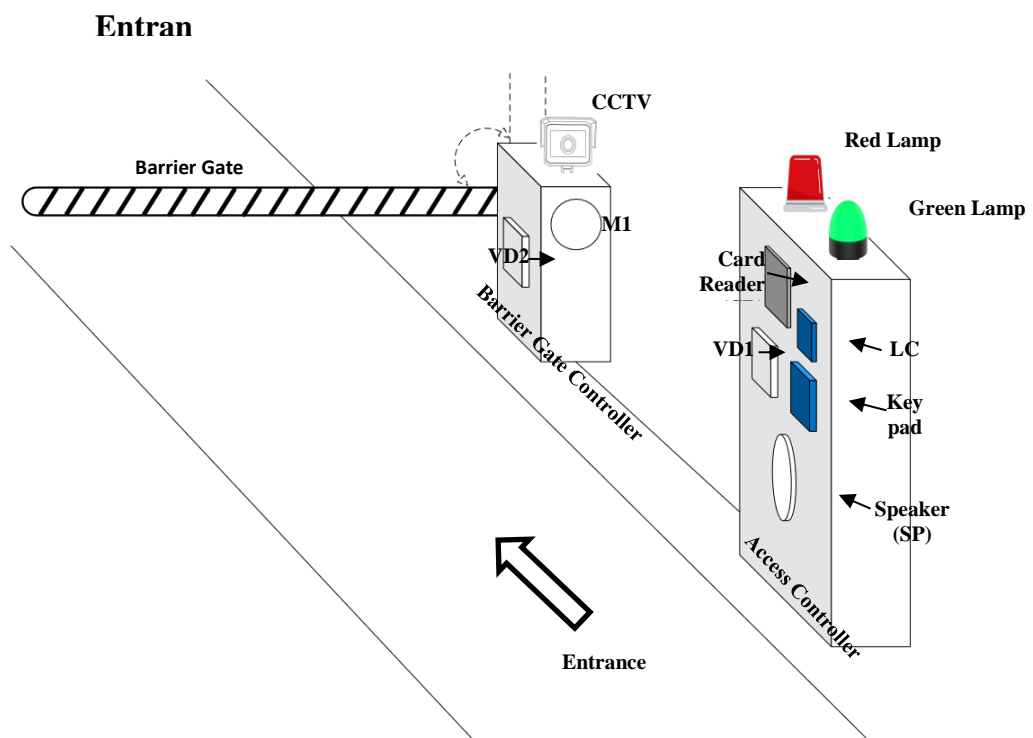 Entran
CCTV
Red Lamp
Barrier Gate
Green Lamp
M1
VD2
Card
Reader
Barrier Gate Controller
VD1
LC
Key
pad
Speaker
(SP)
Access Controller
Entrance